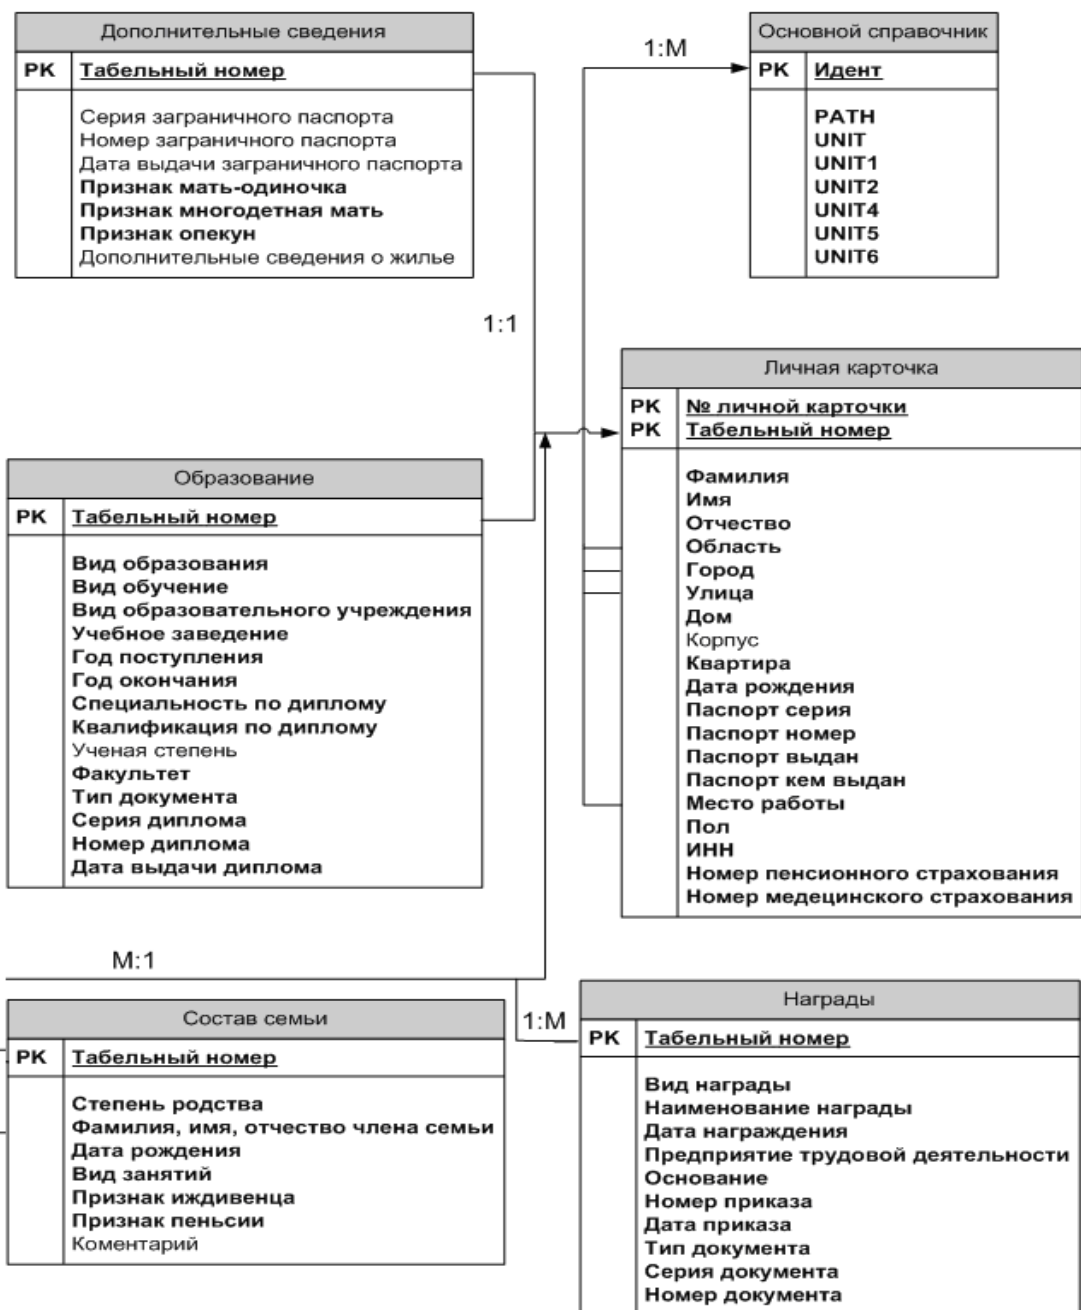 Дополнительные сведения
PK Табельный номер
Серия заграничного паспорта
Номер заграничного паспорта
Дата выдачи заграничного паспорта
Признак мать-одиночка
Признак многодетная мать
Признак опекун
Дополнительные сведения о жилье
1:M
Основной справочник
PK Идент
PATH
UNIT
UNIT1
UNIT2
UNIT4
UNIT5
UNIT6
1:1
Личная карточка
PK № личной карточки
PK Табельный номер
Фамилия
Имя
Отчество
Область
Город
Улица
Дом
Корпус
Квартира
Дата рождения
Паспорт серия
Паспорт номер
Паспорт выдан
Паспорт кем выдан
Место работы
Пол
ИНН
Номер пенсионного страхования
Номер медецинского страхования
Образование
PK Табельный номер
Вид образования
Вид обучение
Вид образовательного учреждения
Учебное заведение
Год поступления
Год окончания
Специальность по диплому
Квалификация по диплому
Ученая степень
Факультет
Тип документа
Серия диплома
Номер диплома
Дата выдачи диплома
M:1
Состав семьи
PK Табельный номер
Степень родства
Фамилия, имя, отчество члена семьи
Дата рождения
Вид занятий
Признак иждивенца
Признак пеньсии
Коментарий
1:M
Награды
PK Табельный номер
Вид награды
Наименование награды
Дата награждения
Предприятие трудовой деятельности
Основание
Номер приказа
Дата приказа
Тип документа
Серия документа
Номер документа